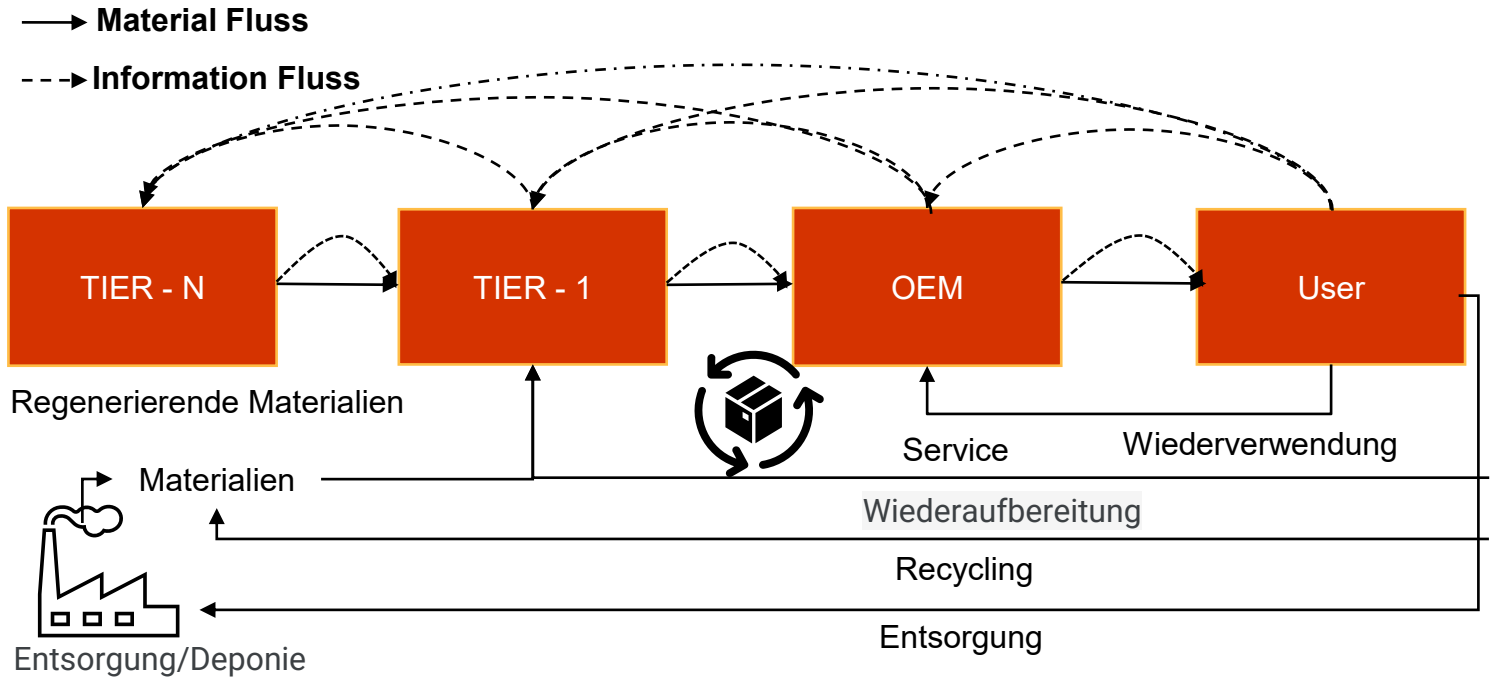 Material Fluss
Information Fluss
TIER - N
TIER - 1
OEM
User
Regenerierende Materialien
Service
Wiederverwendung
Materialien
Wiederaufbereitung
Recycling
Entsorgung
Entsorgung/Deponie